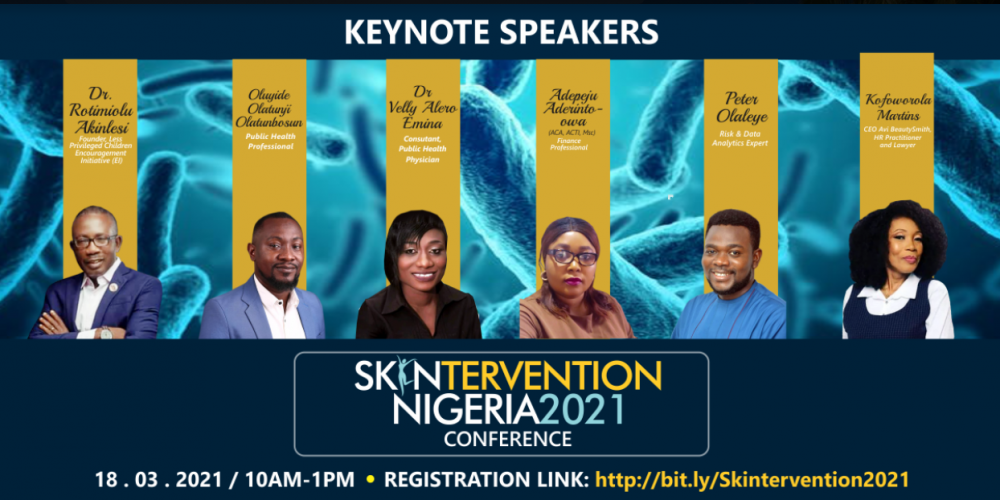 KEYNOTE SPEAKERS
Dr.
Rotimiolu
Akinlesi
Founder, Less
Privileged Children
Encouragement
Initiative (EI)
Oluyide
Olatunji
Olatunbosun
Public Health
Professional
Dr
Velly Alero
Emina
Consutant,
Public Health
Physician
Adepeju
Aderinto-
owa
(ACA, ACTI, Msc)
Finance
Professional
Peter
Olaleye
Risk & Data
Analytics Expert
Kofoworola
Martins
CEO Avi BeautySmith,
HR Practitioner
and Lawyer
SKINTERVENTION
NIGERIA2021
CONFERENCE
18 . 03 . 2021 / 10AM-1PM • REGISTRATION LINK: http://bit.ly/Skintervention2021